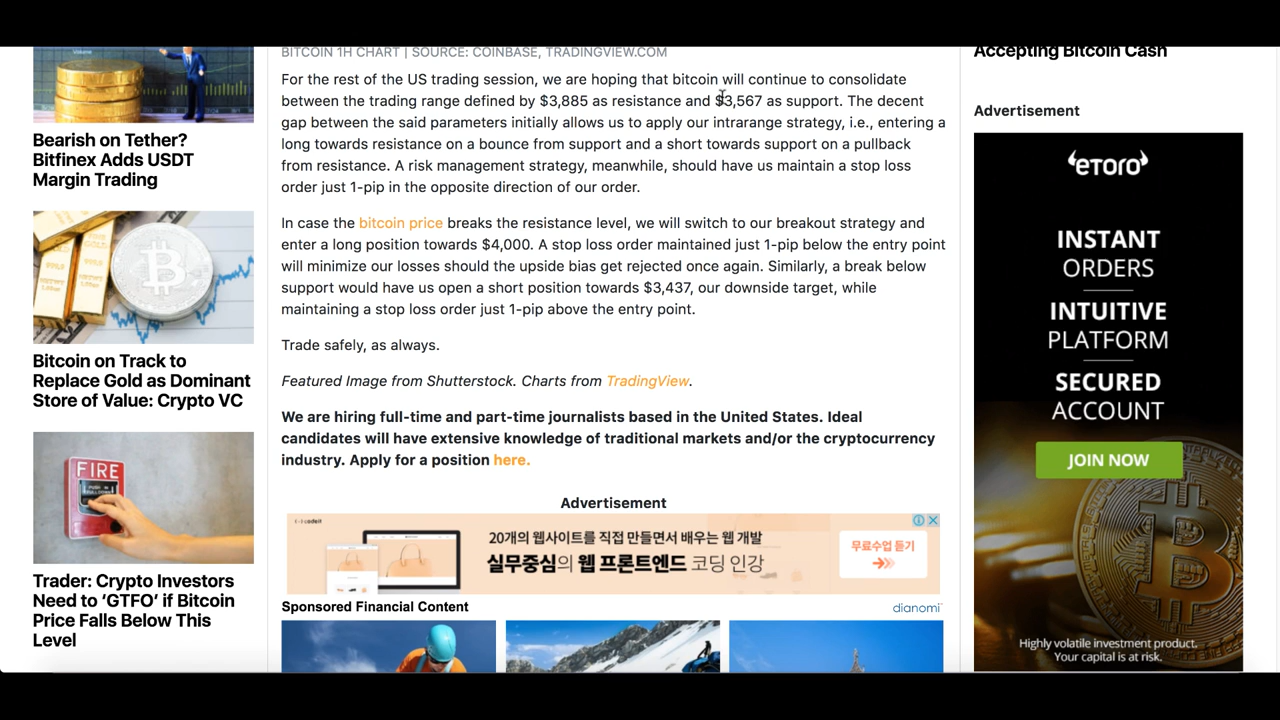 Bearish on Tether?
Bitfinex Adds USDT
Margin Trading
Bitcoin on Track to
Replace Gold as Dominant
Store of Value: Crypto VC
FIRE
Trader: Crypto Investors
Need to ‘GTFO’ if Bitcoin
Price Falls Below This
Level
BITCOIN 1H CHART | SOURCE: COINBASE, TRADINGVIEW.COM
For the rest of the US trading session, we are hoping that bitcoin will continue to consolidate
between the trading range defined by $3,885 as resistance and $3,567 as support. The decent
gap between the said parameters initially allows us to apply our intrarange strategy, i.e., entering a
long towards resistance on a bounce from support and a short towards support on a pullback
from resistance. A risk management strategy, meanwhile, should have us maintain a stop loss
order just 1-pip in the opposite direction of our order.
In case the bitcoin price breaks the resistance level, we will switch to our breakout strategy and
enter a long position towards $4,000. A stop loss order maintained just 1-pip below the entry point
will minimize our losses should the upside bias get rejected once again. Similarly, a break below
support would have us open a short position towards $3,437, our downside target, while
maintaining a stop loss order just 1-pip above the entry point.
Trade safely, as always.
Featured Image from Shutterstock. Charts from TradingView.
We are hiring full-time and part-time journalists based in the United States. Ideal
candidates will have extensive knowledge of traditional markets and/or the cryptocurrency
industry. Apply for a position here.
Advertisement
20개의 웹사이트를 직접 만들면서 배우는 웹 개발
실무중심의 웹 프론트엔드 코딩 인강
무료수업 듣기
Sponsored Financial Content
dianomi
Accepting Bitcoin Cash
Advertisement
eToro
INSTANT
ORDERS
INTUITIVE
PLATFORM
SECURED
ACCOUNT
JOIN NOW
Highly volatile investment product.
Your capital is at risk.